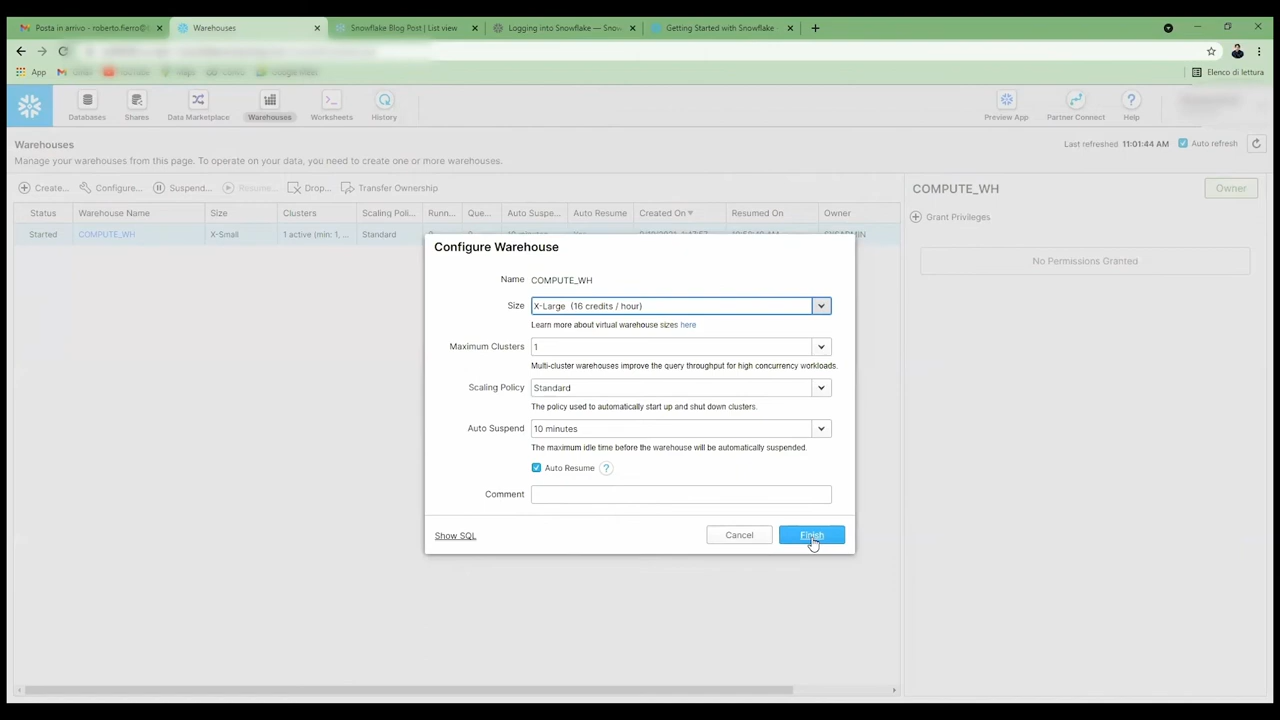 Posta in arrivo - roberto.fierro@
Warehouses
Snowflake Blog Post | List view
Logging into Snowflake — Snow
Getting Started with Snowflake
App
Elenco di lettura
Databases
Shares
Data Marketplace
Warehouses
Worksheets
History
Preview App
Partner Connect
Help
Warehouses
Last refreshed 11:01:44 AM
Auto refresh
Manage your warehouses from this page. To operate on your data, you need to create one or more warehouses.
Create...
Configure...
Suspend...
Resume...
Drop...
Transfer Ownership
COMPUTE_WH
Owner
Status
Warehouse Name
Size
Clusters
Scaling Poli...
Runn...
Que...
Auto Suspe...
Auto Resume
Created On
Resumed On
Owner
Grant Privileges
Started
COMPUTE_WH
X-Small
1 active (min: 1, ...
Standard
No Permissions Granted
Configure Warehouse
Name COMPUTE_WH
Size X-Large (16 credits / hour)
Learn more about virtual warehouse sizes here
Maximum Clusters 1
Multi-cluster warehouses improve the query throughput for high concurrency workloads.
Scaling Policy Standard
The policy used to automatically start up and shut down clusters.
Auto Suspend 10 minutes
The maximum idle time before the warehouse will be automatically suspended.
Auto Resume ?
Comment
Show SQL
Cancel
Finish